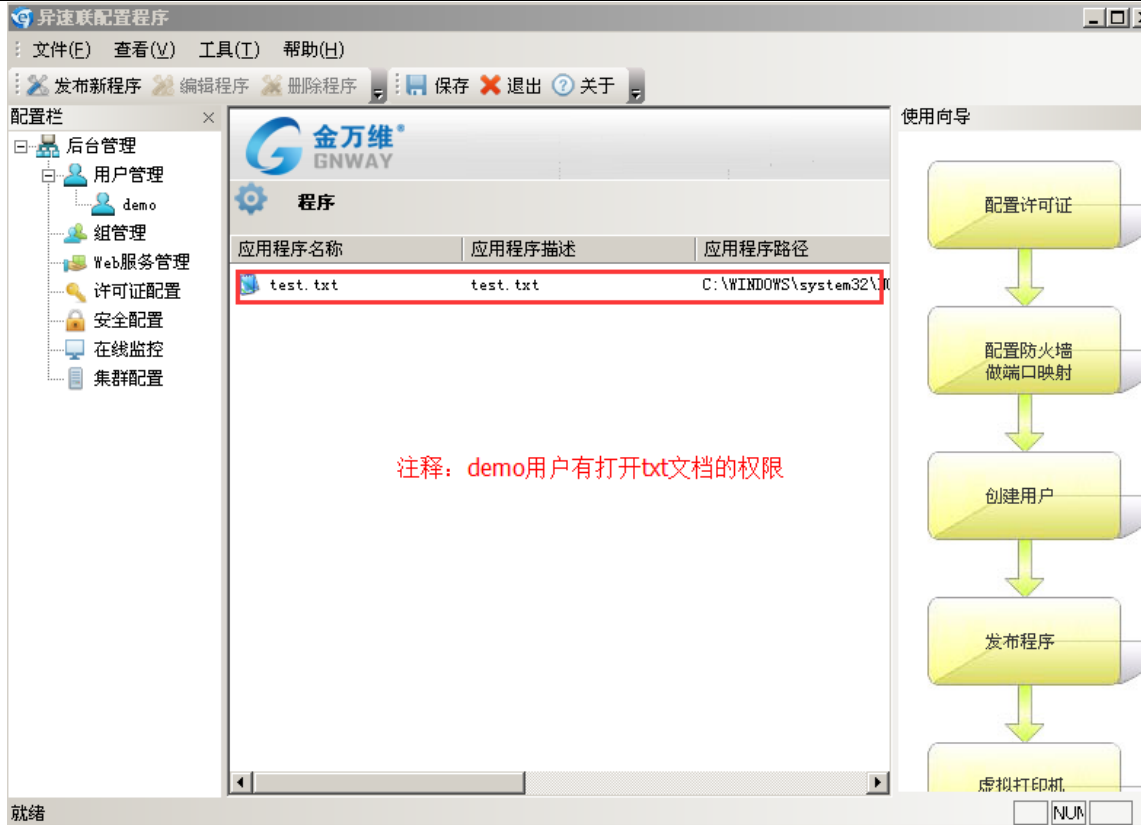 异速联配置程序
文件(F) 查看(V) 工具(T) 帮助(H)
发布新程序 编辑程序 删除程序 保存 退出 关于
配置栏
后台管理
用户管理
demo
组管理
Web服务管理
许可证配置
安全配置
在线监控
集群配置
金万维®
GNWAY
程序
应用程序名称 应用程序描述 应用程序路径
test.txt test.txt C:\WINDOWS\system32\
注释：demo用户有打开txt文档的权限
使用向导
配置许可证
配置防火墙
做端口映射
创建用户
发布程序
虚拟打印机
就绪
NUM